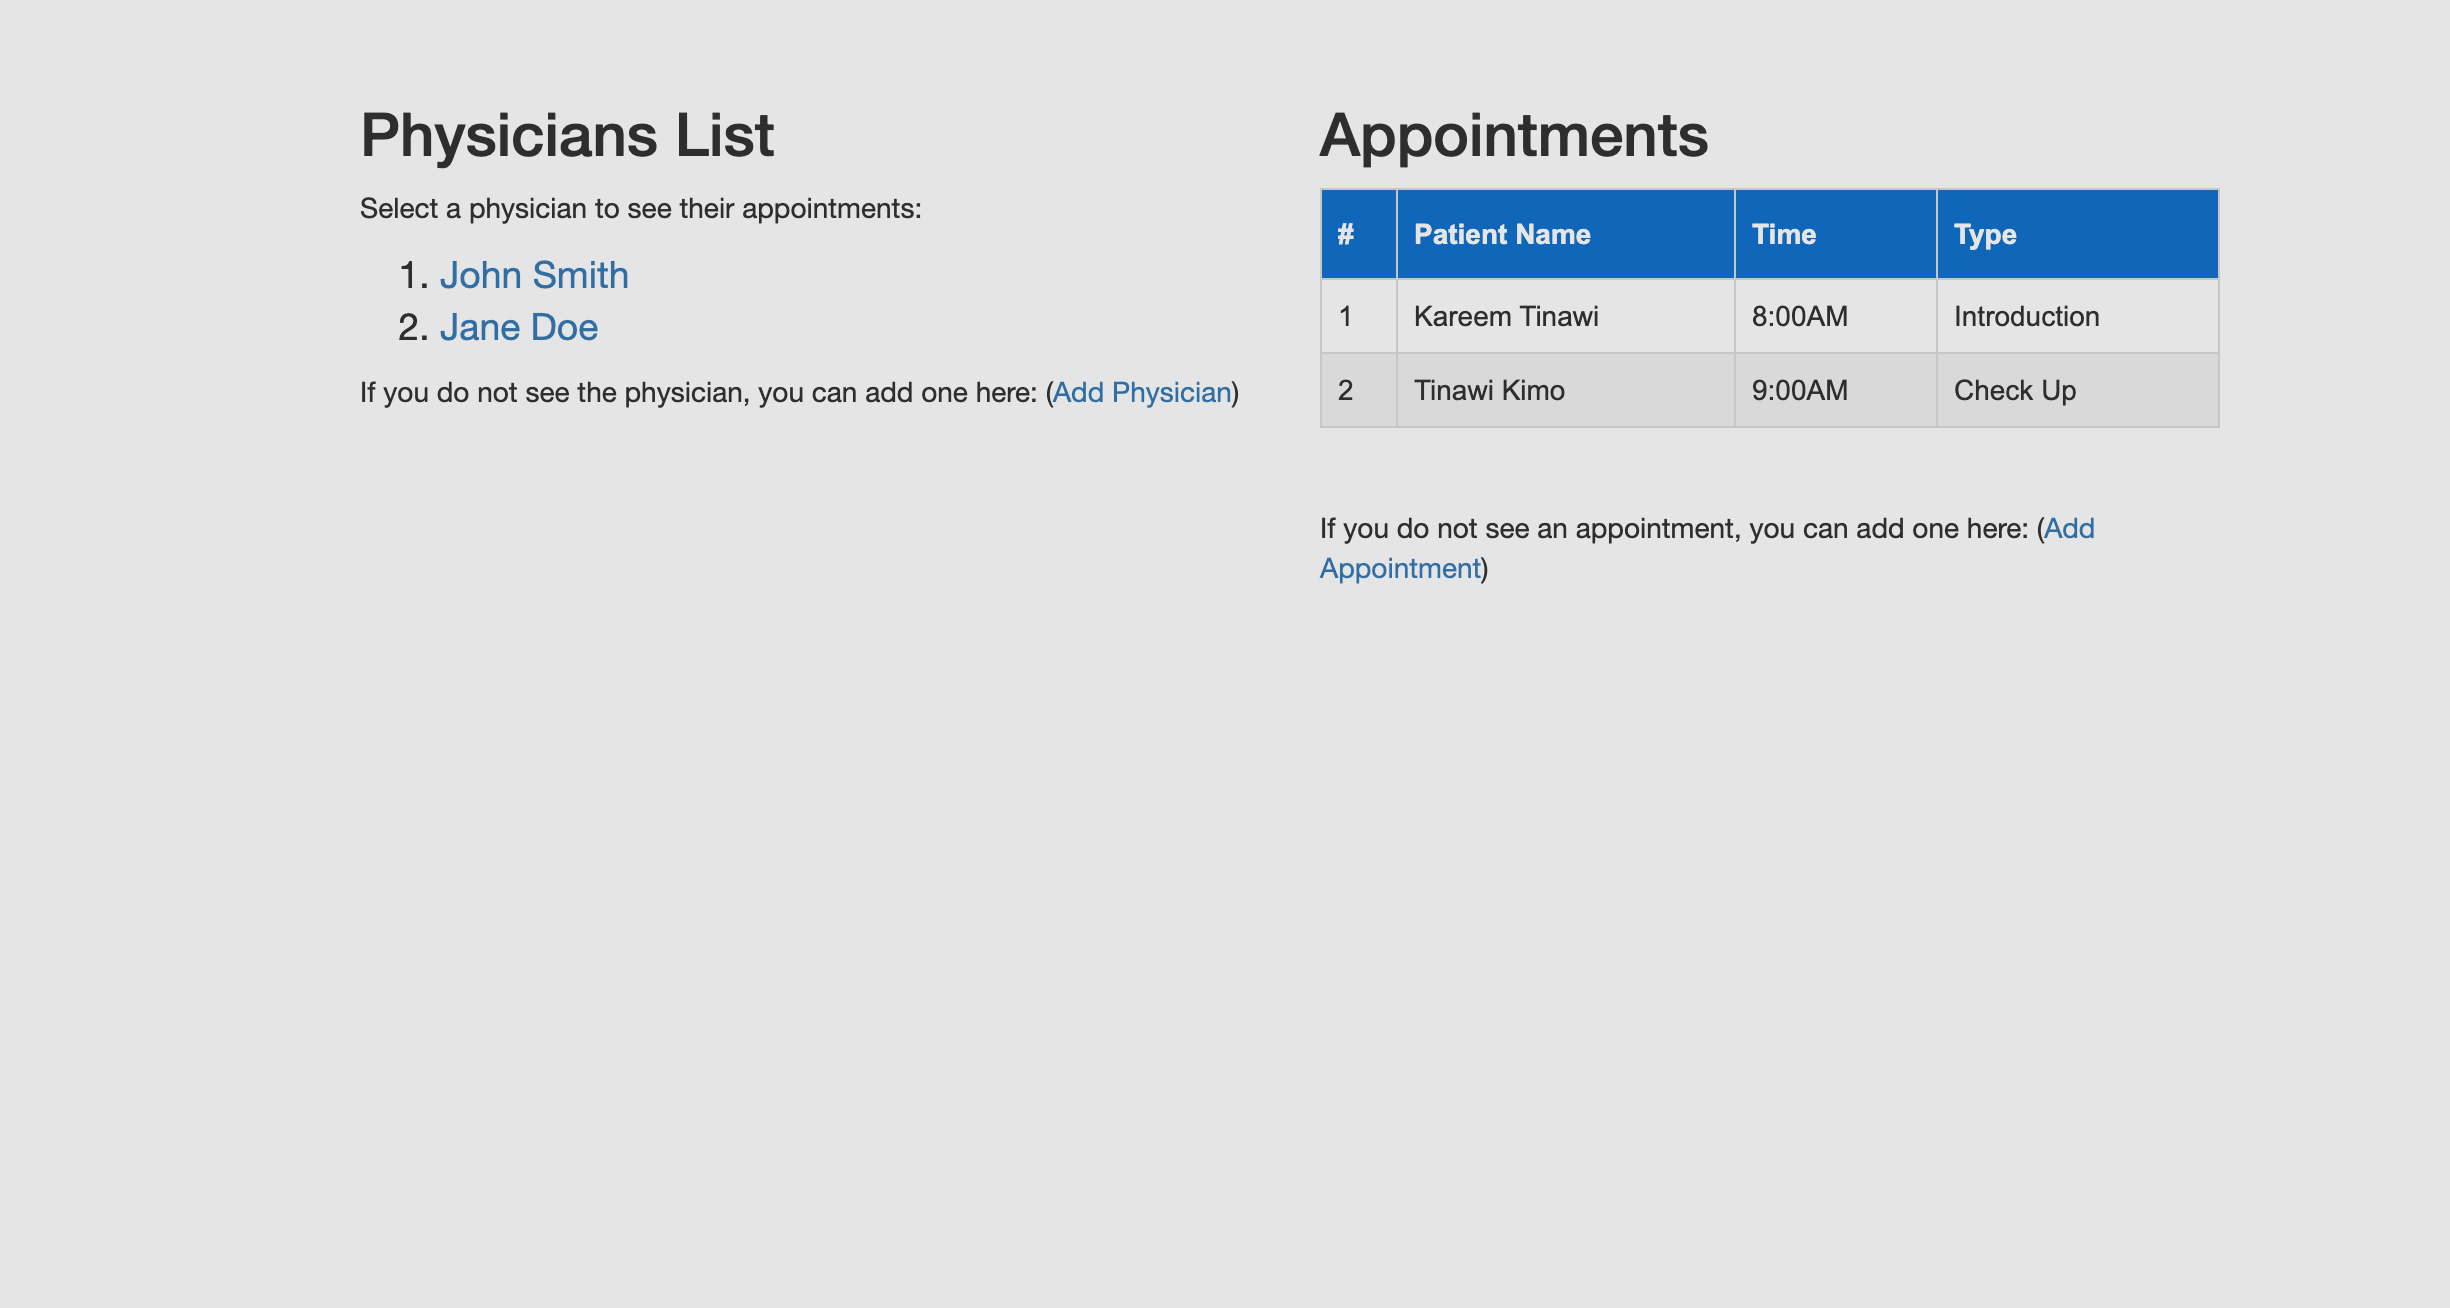 Physicians List
Select a physician to see their appointments:
1. John Smith
2. Jane Doe
If you do not see the physician, you can add one here: (Add Physician)
Appointments
# Patient Name Time Type
1 Kareem Tinawi 8:00AM Introduction
2 Tinawi Kimo 9:00AM Check Up
If you do not see an appointment, you can add one here: (Add
Appointment)